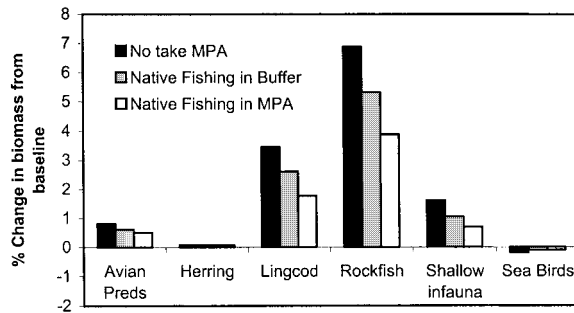 % Change in biomass from
baseline
8
7
6
5
4
3
2
1
0
-1
-2
No take MPA
Native Fishing in Buffer
Native Fishing in MPA
Avian Preds
Herring
Lingcod
Rockfish
Shallow infauna
Sea Birds